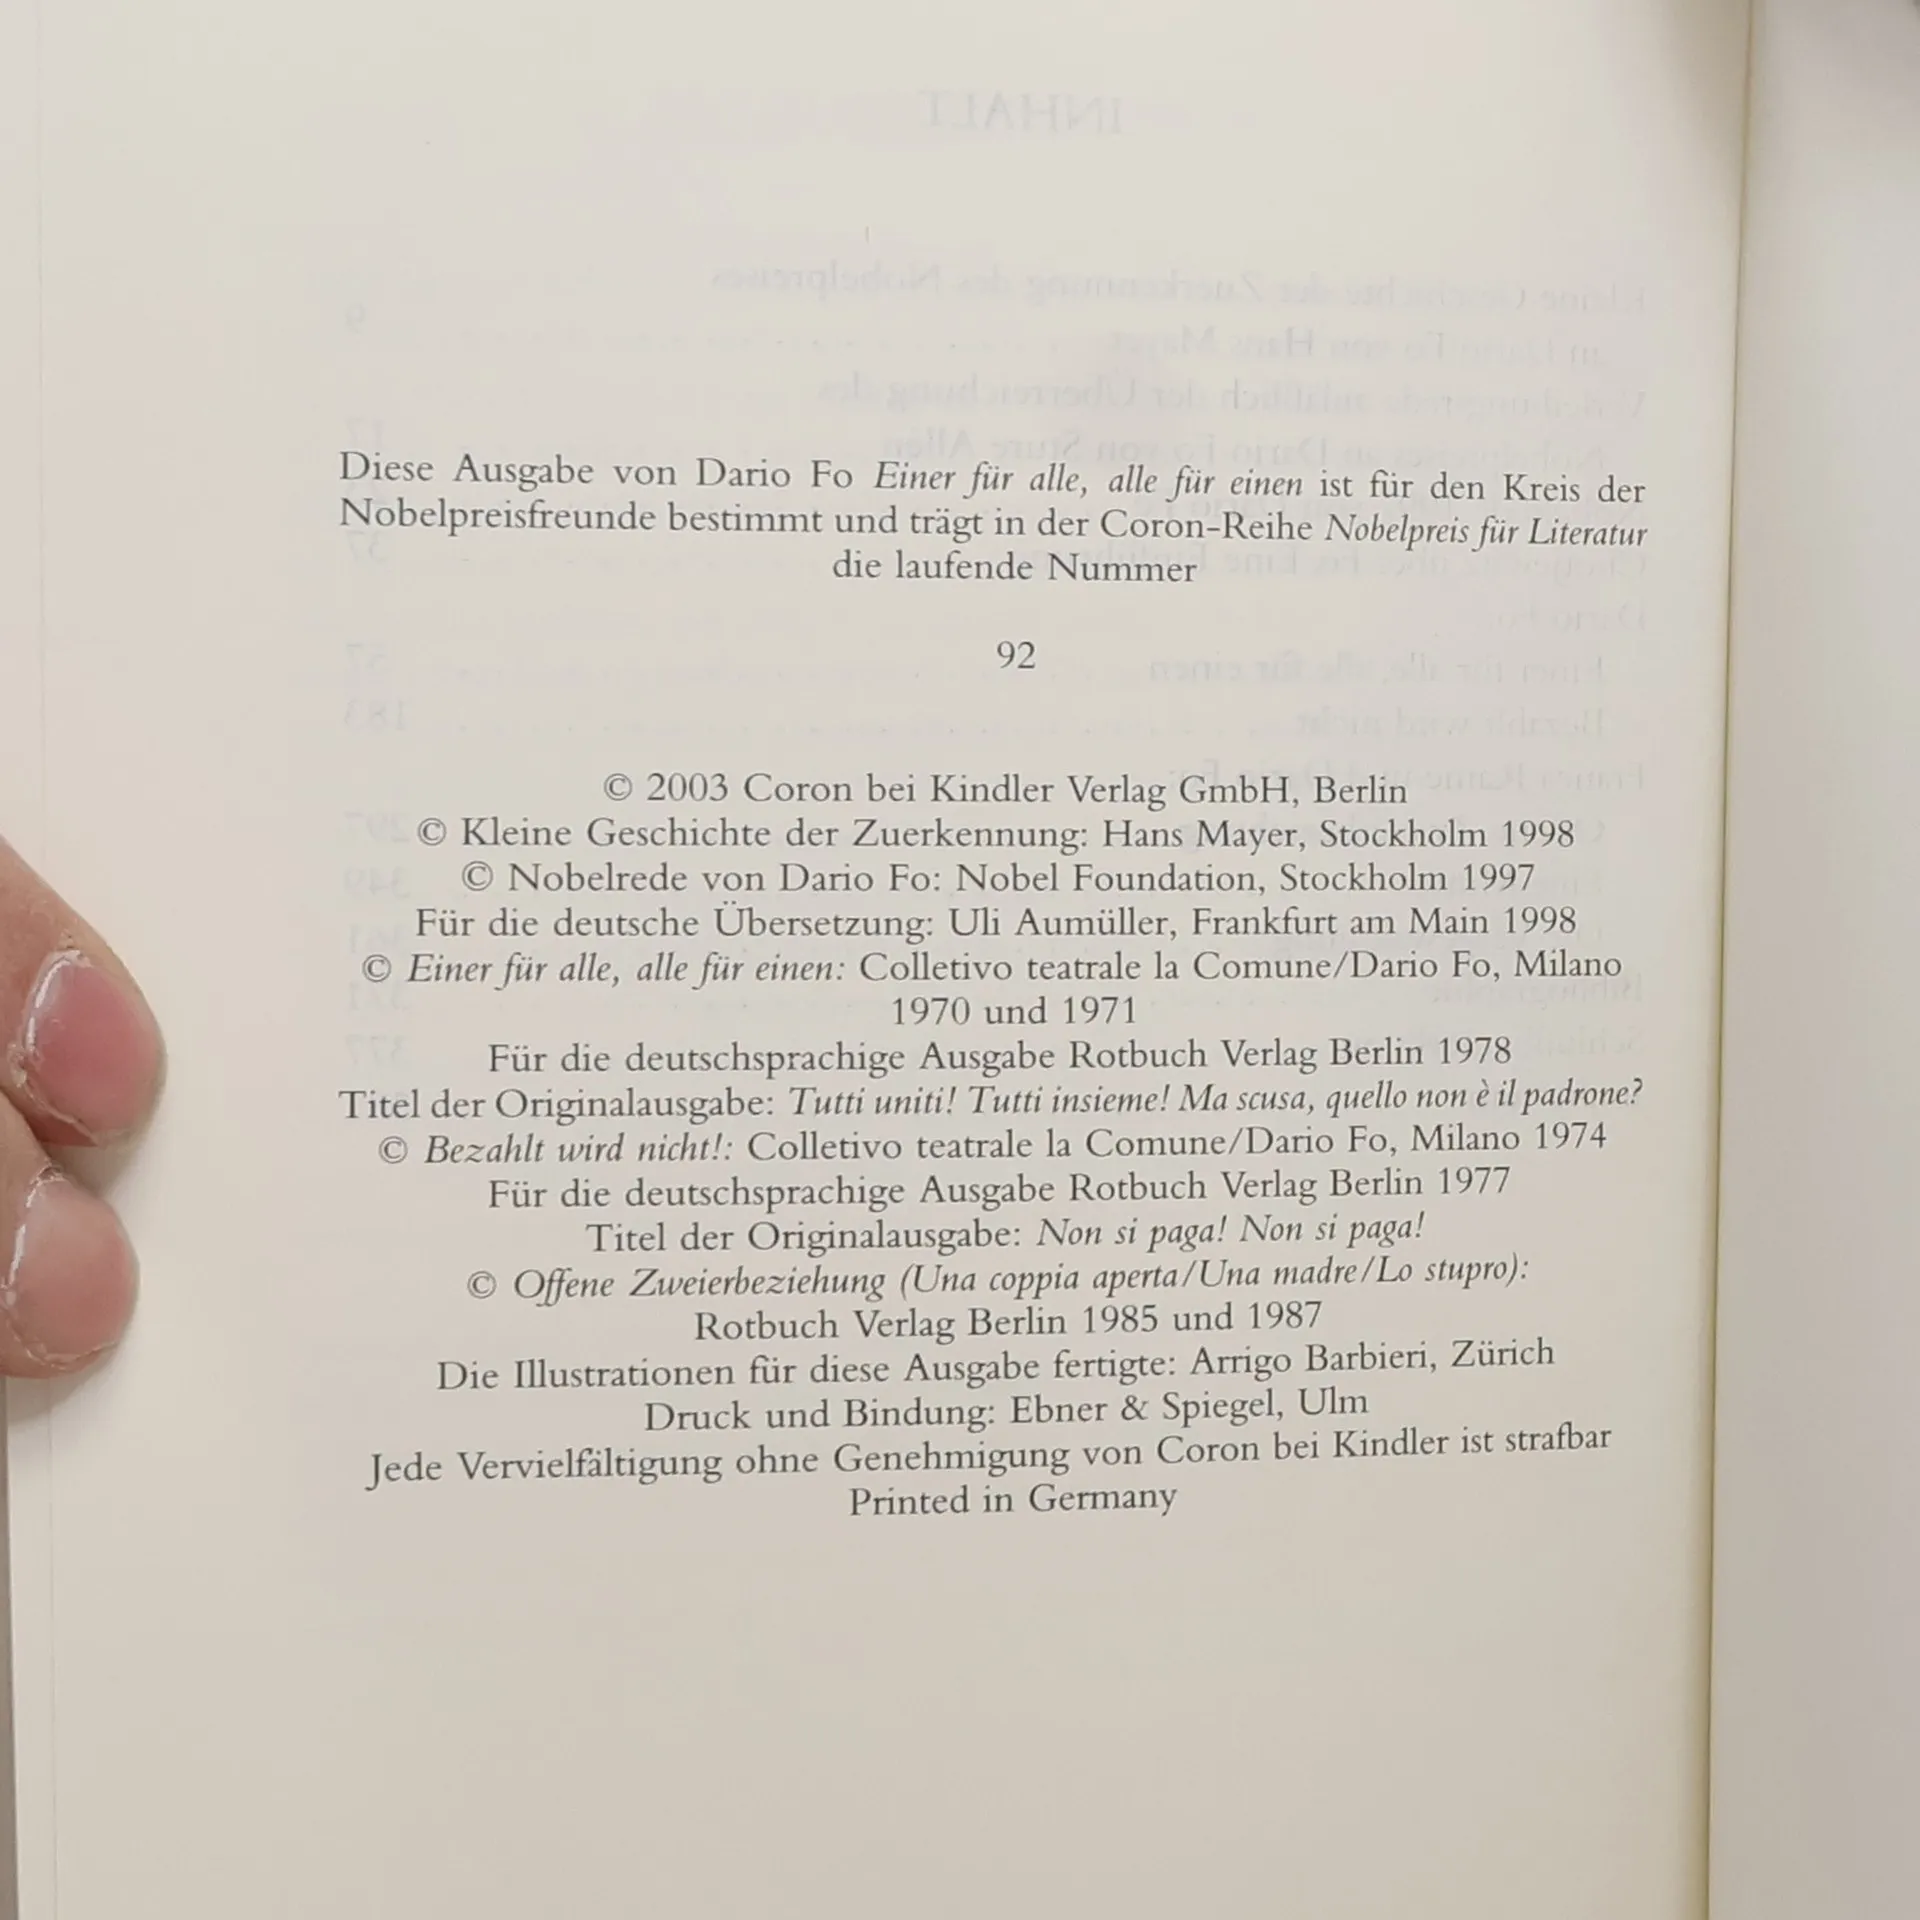 Diese Ausgabe von Dario Fo Einer für alle, alle für einen ist für den Kreis der
Nobelpreisfreunde bestimmt und trägt in der Coron-Reihe Nobelpreis für Literatur
die laufende Nummer
92
© 2003 Coron bei Kindler Verlag GmbH, Berlin
© Kleine Geschichte der Zuerkennung: Hans Mayer, Stockholm 1998
© Nobelrede von Dario Fo: Nobel Foundation, Stockholm 1997
Für die deutsche Übersetzung: Uli Aumüller, Frankfurt am Main 1998
© Einer für alle, alle für einen: Colletivo teatrale la Comune/Dario Fo, Milano
1970 und 1971
Für die deutschsprachige Ausgabe Rotbuch Verlag Berlin 1978
Titel der Originalausgabe: Tutti uniti! Tutti insieme! Ma scusa, quello non è il padrone?
© Bezahlt wird nicht!: Colletivo teatrale la Comune/Dario Fo, Milano 1974
Für die deutschsprachige Ausgabe Rotbuch Verlag Berlin 1977
Titel der Originalausgabe: Non si paga! Non si paga!
© Offene Zweierbeziehung (Una coppia aperta/Una madre/Lo stupro):
Rotbuch Verlag Berlin 1985 und 1987
Die Illustrationen für diese Ausgabe fertigte: Arrigo Barbieri, Zürich
Druck und Bindung: Ebner & Spiegel, Ulm
Jede Vervielfältigung ohne Genehmigung von Coron bei Kindler ist strafbar
Printed in Germany